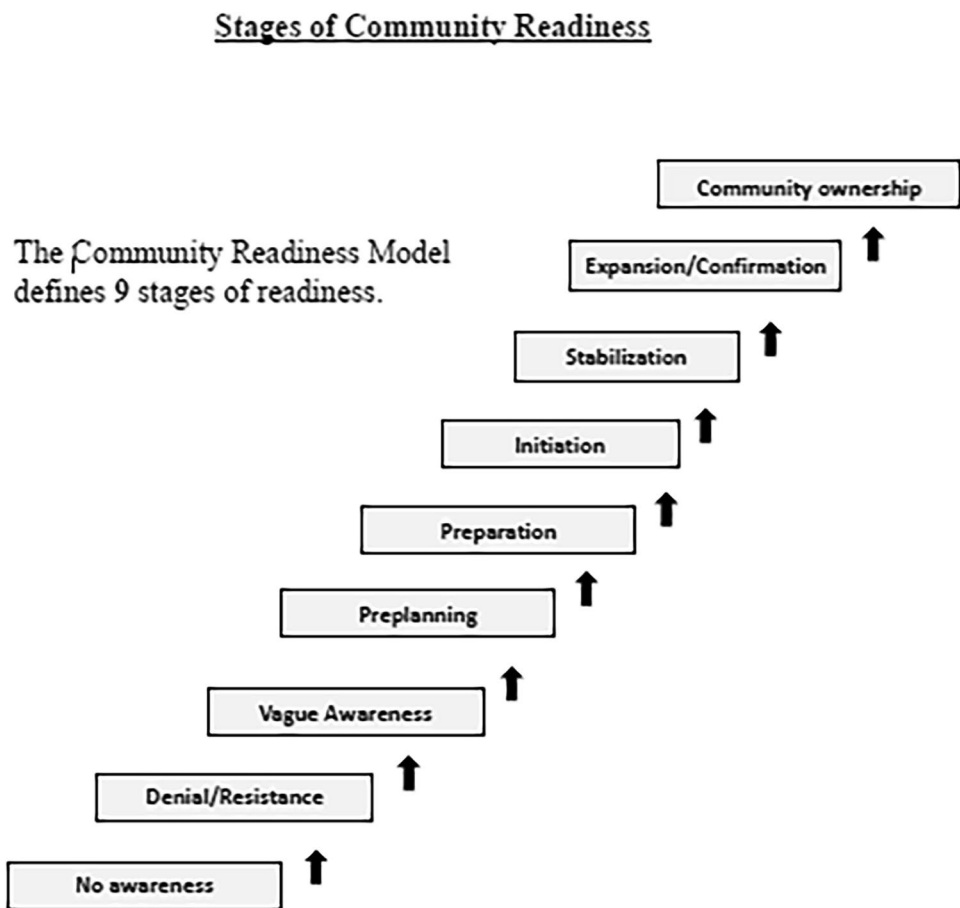 Stages of Community Readiness
Community ownership
The Community Readiness Model
defines 9 stages of readiness.
Expansion/Confirmation
Stabilization
Initiation
Preparation
Preplanning
Vague Awareness
Denial/Resistance
No awareness